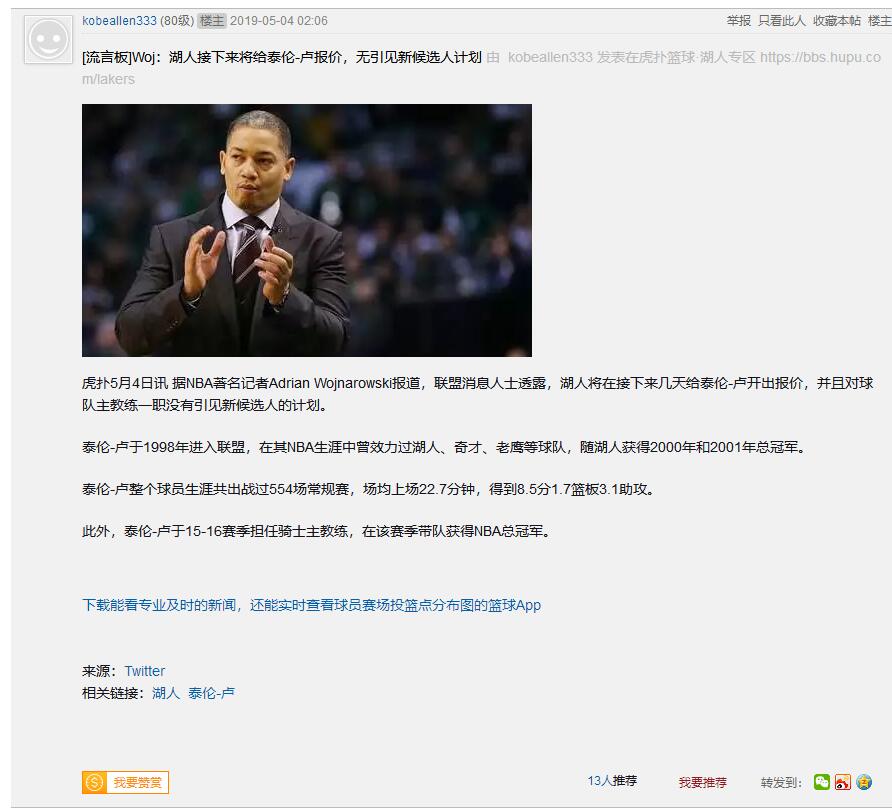 kobeallen333 (80级) 楼主 2019-05-04 02:06 举报 只看此人 收藏本帖 楼主
[流言板]Woj：湖人接下来将给泰伦-卢报价，无引见新候选人计划 由 kobeallen333 发表在虎扑篮球·湖人专区 https://bbs.hupu.co
m/lakers
虎扑5月4日讯 据NBA著名记者Adrian Wojnarowski报道，联盟消息人士透露，湖人将在接下来几天给泰伦-卢开出报价，并且对球
队主教练一职没有引见新候选人的计划。
泰伦-卢于1998年进入联盟，在其NBA生涯中曾效力过湖人、奇才、老鹰等球队，随湖人获得2000年和2001年总冠军。
泰伦-卢整个球员生涯共出战过554场常规赛，场均上场22.7分钟，得到8.5分1.7篮板3.1助攻。
此外，泰伦-卢于15-16赛季担任骑士主教练，在该赛季带队获得NBA总冠军。
下载能看专业及时的新闻，还能实时查看球员赛场投篮点分布图的篮球App
来源：Twitter
相关链接：湖人 泰伦-卢
我要赞赏 13人推荐 我要推荐 转发到：